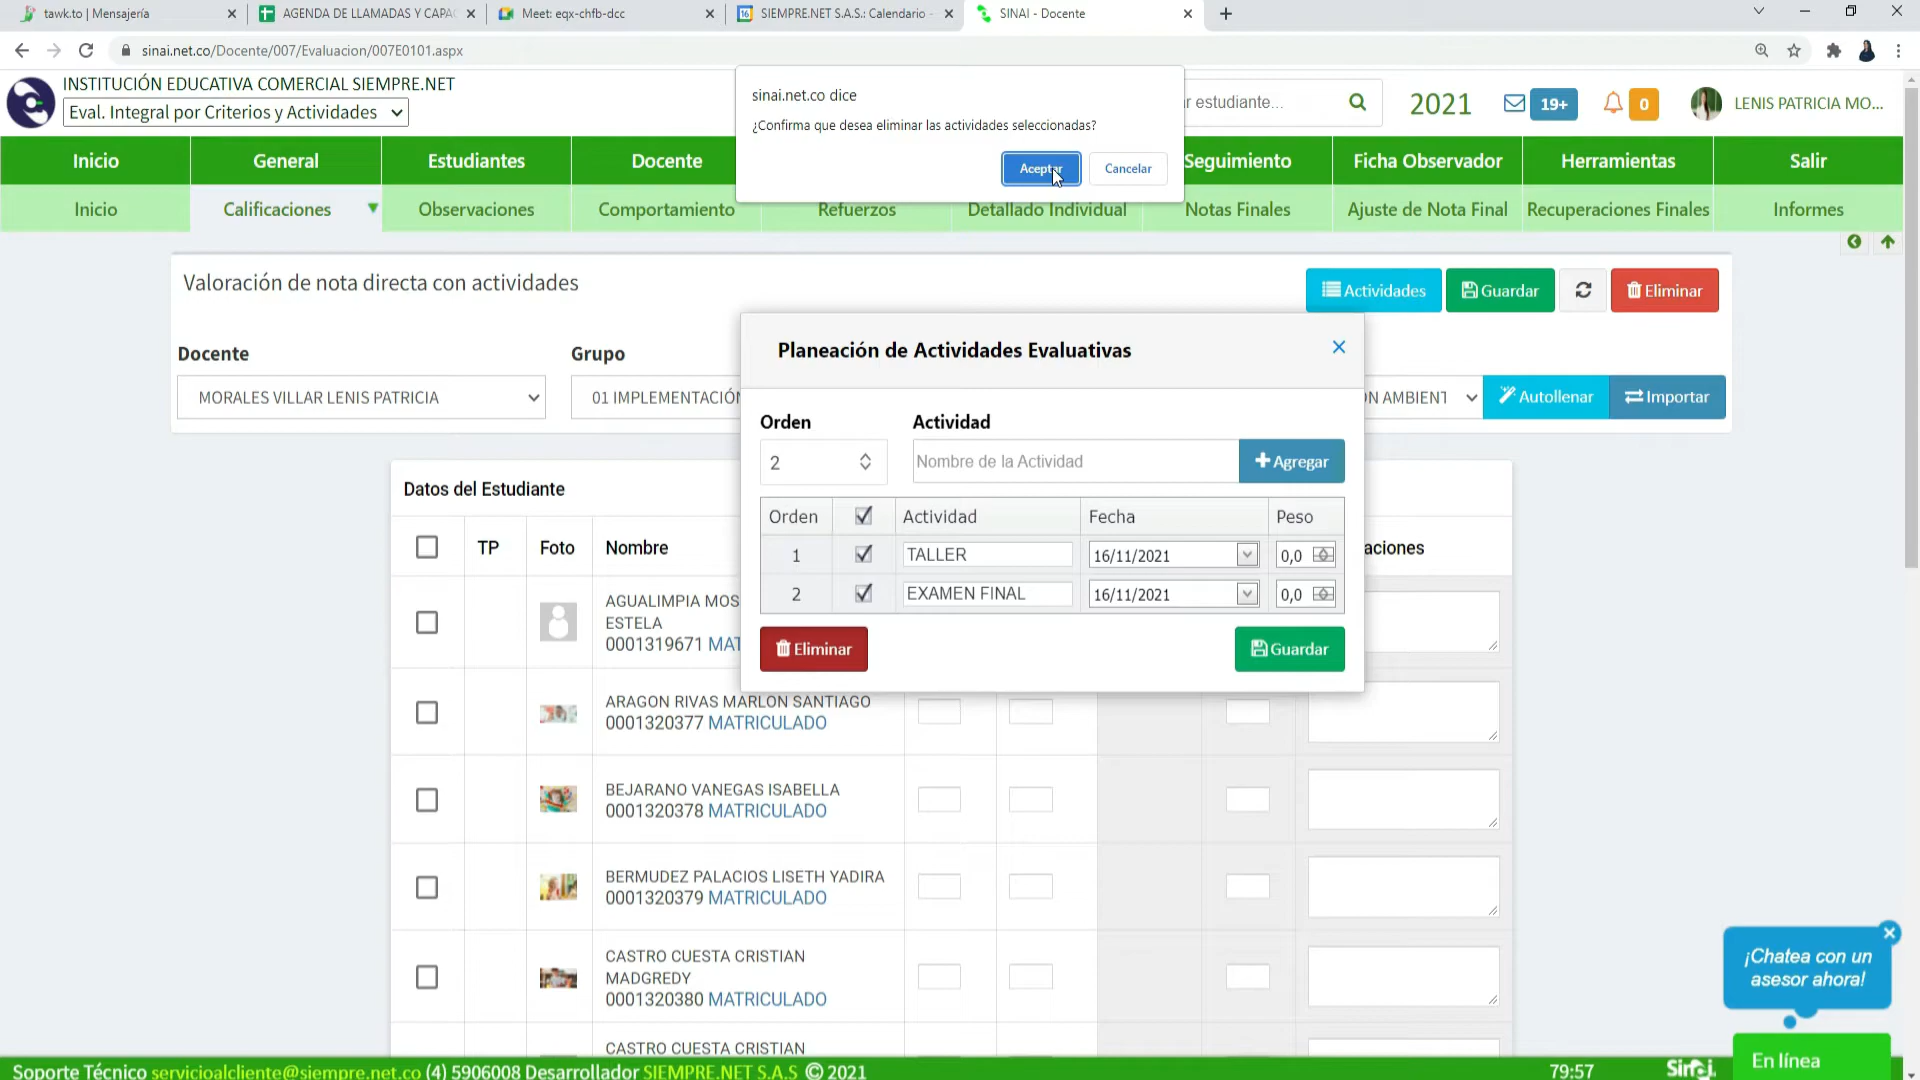 tawk.to | Mensajería
AGENDA DE LLAMADAS Y CAPAC
Meet: eqx-chfb-dcc
SIEMPRE.NET S.A.S.: Calendario -
SINAI - Docente
sinai.net.co/Docente/007/Evaluacion/007E0101.aspx
INSTITUCIÓN EDUCATIVA COMERCIAL SIEMPRE.NET
Eval. Integral por Criterios y Actividades
sinai.net.co dice
¿Confirma que desea eliminar las actividades seleccionadas?
Aceptar
Cancelar
r estudiante...
2021
19+
0
LENIS PATRICIA MO...
Inicio
General
Estudiantes
Docente
Seguimiento
Ficha Observador
Herramientas
Salir
Inicio
Calificaciones
Observaciones
Comportamiento
Refuerzos
Detallado Individual
Notas Finales
Ajuste de Nota Final
Recuperaciones Finales
Informes
Valoración de nota directa con actividades
Actividades
Guardar
Eliminar
Docente
Grupo
MORALES VILLAR LENIS PATRICIA
01 IMPLEMENTACIÓN
ÓN AMBIENT
Autollenar
Importar
Planeación de Actividades Evaluativas
Orden
Actividad
2
Nombre de la Actividad
Agregar
Orden
Actividad
Fecha
Peso
1
TALLER
16/11/2021
0,0
2
EXAMEN FINAL
16/11/2021
0,0
Eliminar
Guardar
Datos del Estudiante
TP
Foto
Nombre
aciones
AGUALIMPIA MOS
ESTELA
0001319671 MAT
ARAGON RIVAS MARLON SANTIAGO
0001320377 MATRICULADO
BEJARANO VANEGAS ISABELLA
0001320378 MATRICULADO
BERMUDEZ PALACIOS LISETH YADIRA
0001320379 MATRICULADO
CASTRO CUESTA CRISTIAN
MADGREDY
0001320380 MATRICULADO
CASTRO CUESTA CRISTIAN
¡Chatea con un
asesor ahora!
En línea
Soporte Técnico servicioalcliente@siempre.net.co (4) 5906008 Desarrollador SIEMPRE.NET S.A.S © 2021
79:57
Sinai.